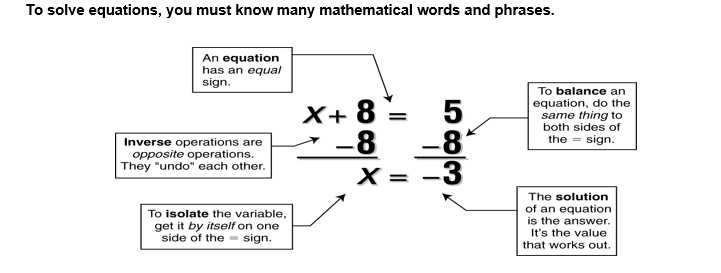 To solve equations, you must know many mathematical words and phrases.
An equation
has an equal
sign.
To balance an
equation, do the
same thing to
both sides of
the = sign.
x + 8 = 5
-8 -8
x = -3
Inverse operations are
opposite operations.
They "undo" each other.
To isolate the variable,
get it by itself on one
side of the = sign.
The solution
of an equation
is the answer.
It's the value
that works out.